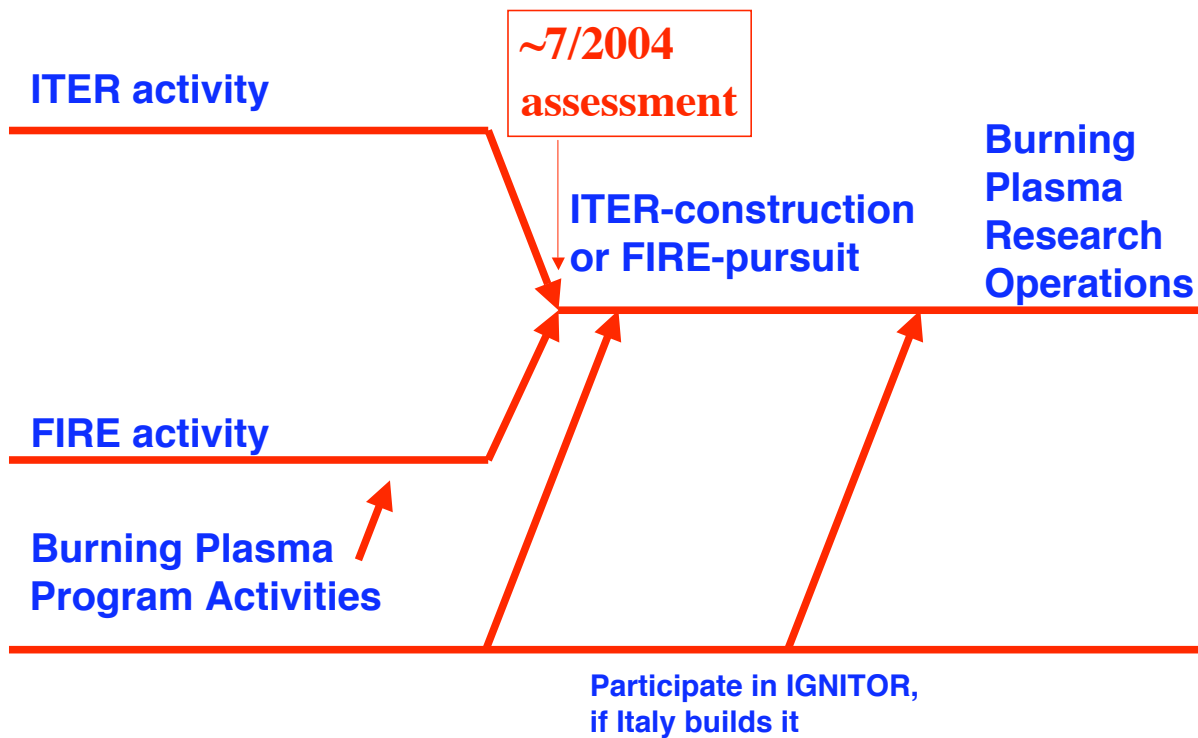 ~7/2004
assessment
ITER activity
Burning
Plasma
Research
Operations
ITER-construction
or FIRE-pursuit
FIRE activity
Burning Plasma
Program Activities
Participate in IGNITOR,
if Italy builds it